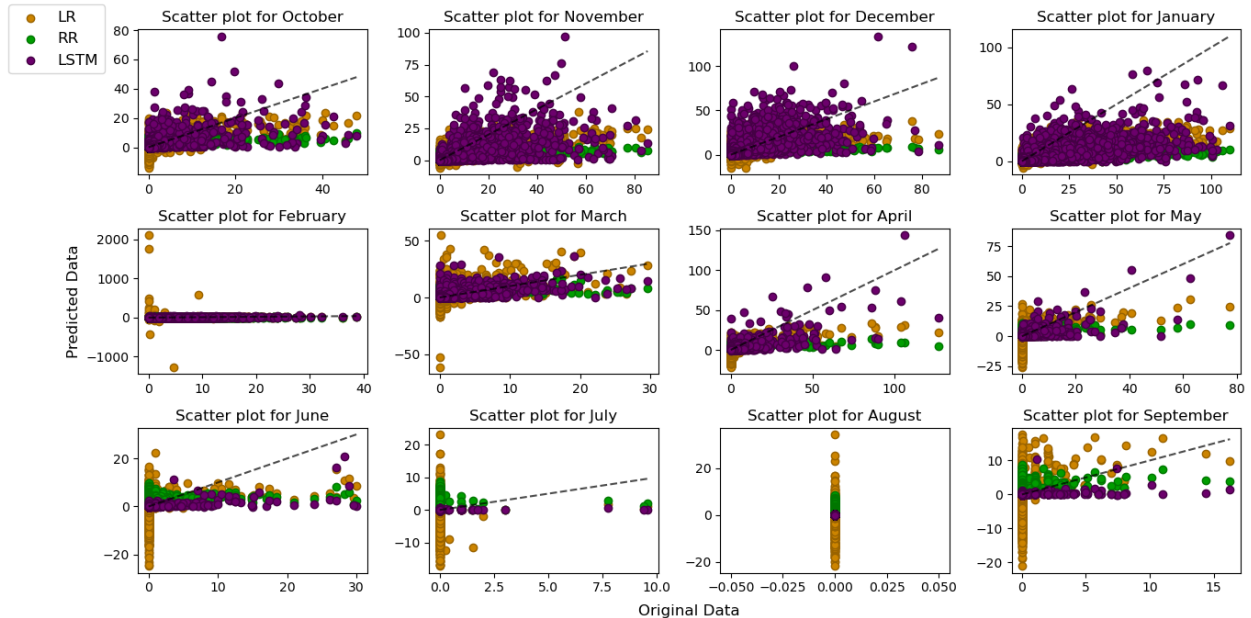 LR
RR
LSTM
Scatter plot for October
80
60
40
20
0
0 20 40
Scatter plot for November
100
75
50
25
0
0 20 40 60 80
Scatter plot for December
100
50
0
0 20 40 60 80
Scatter plot for January
100
50
0
0 25 50 75 100
Predicted Data
Scatter plot for February
2000
1000
0
−1000
0 10 20 30 40
Scatter plot for March
50
0
−50
0 10 20 30
Scatter plot for April
150
100
50
0
0 50 100
Scatter plot for May
75
50
25
0
−25
0 20 40 60 80
Scatter plot for June
20
0
−20
0 10 20 30
Scatter plot for July
20
10
0
−10
0.0 2.5 5.0 7.5 10.0
Scatter plot for August
20
0
−20
−0.050 −0.025 0.000 0.025 0.050
Scatter plot for September
10
0
−10
−20
0 5 10 15
Original Data